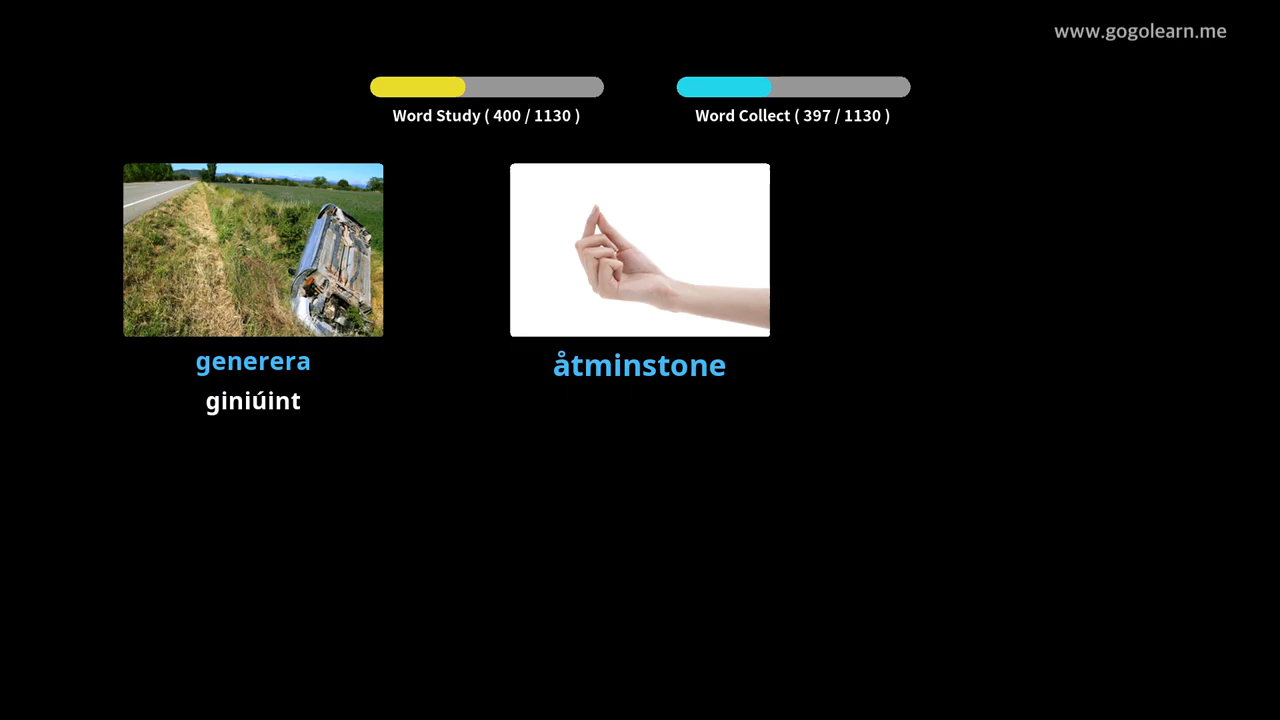 www.gogolearn.me
Word Study ( 400 / 1130 )
Word Collect ( 397 / 1130 )
generera
giniúint
åtminstone